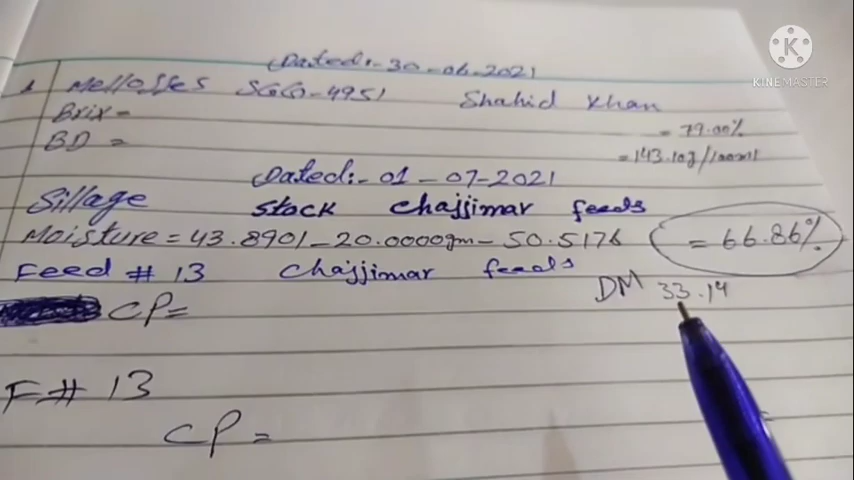 Dated:- 30-06-2021
Mellosses SGG-4951 Shahid Khan
Brix= = 79.00%
BD = =143.10g/100ml
Dated:- 01-07-2021
Sillage Stock Chajjimar feeds
Moisture = 43.8901 - 20.0000gm - 50.5176 = 66.86%
Feed # 13 Chajjimar feeds
DM 33.14
CP=
F# 13
CP =
K
KINEMASTER